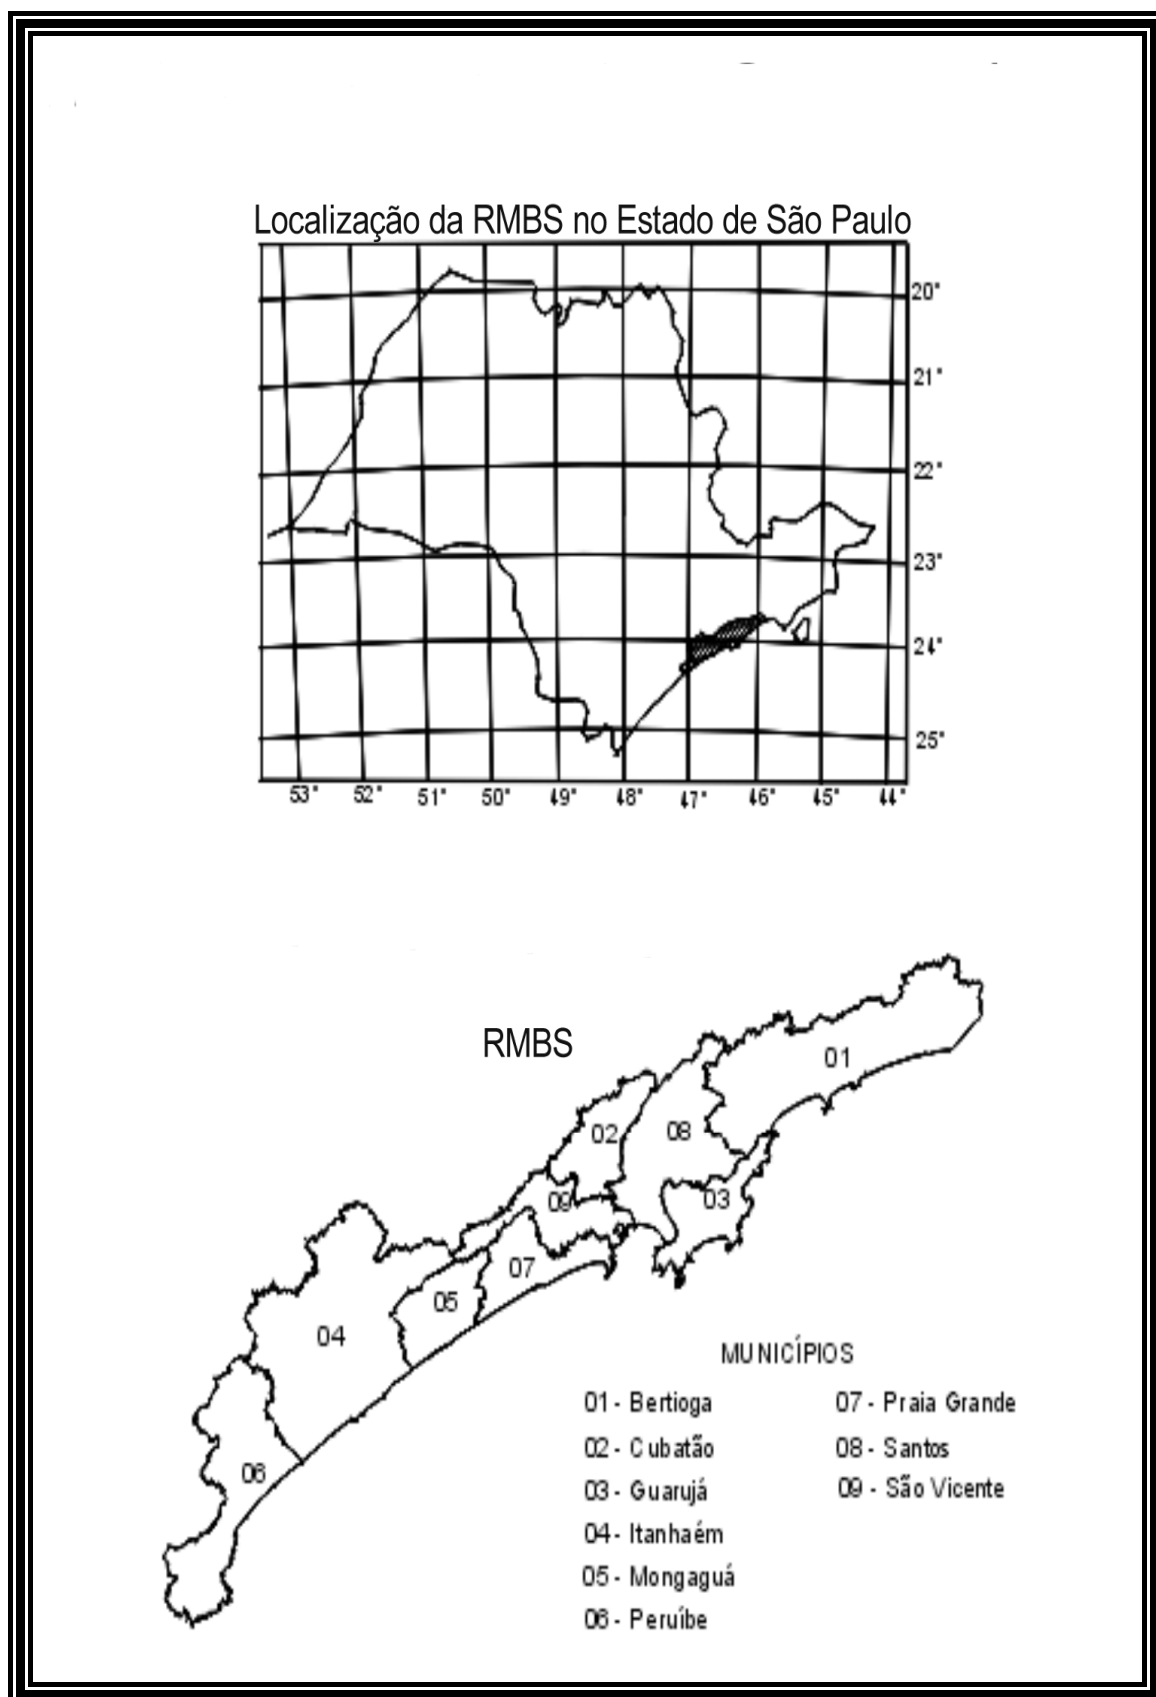 Localização da RMBS no Estado de São Paulo
20°
21°
22°
23°
24°
25°
53° 52° 51° 50° 49° 48° 47° 46° 45° 44°
RMBS
01
02
08
09
03
07
05
04
06
MUNICÍPIOS
01 - Bertioga
02 - Cubatão
03 - Guarujá
04 - Itanhaém
05 - Mongaguá
06 - Peruíbe
07 - Praia Grande
08 - Santos
09 - São Vicente